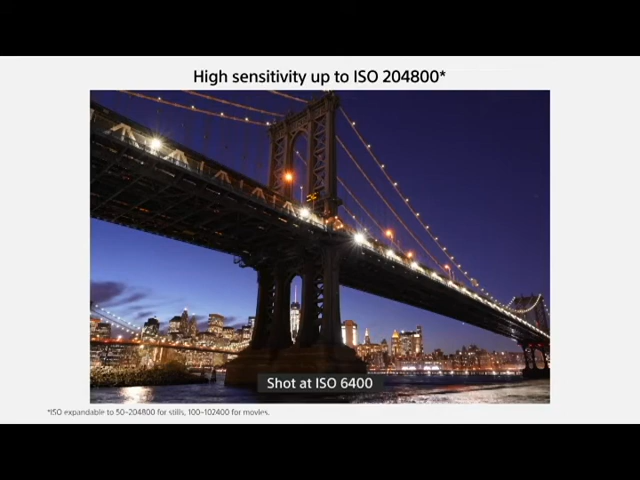 High sensitivity up to ISO 204800*
Shot at ISO 6400
*ISO expandable to 50-204800 for stills, 100-102400 for movies.